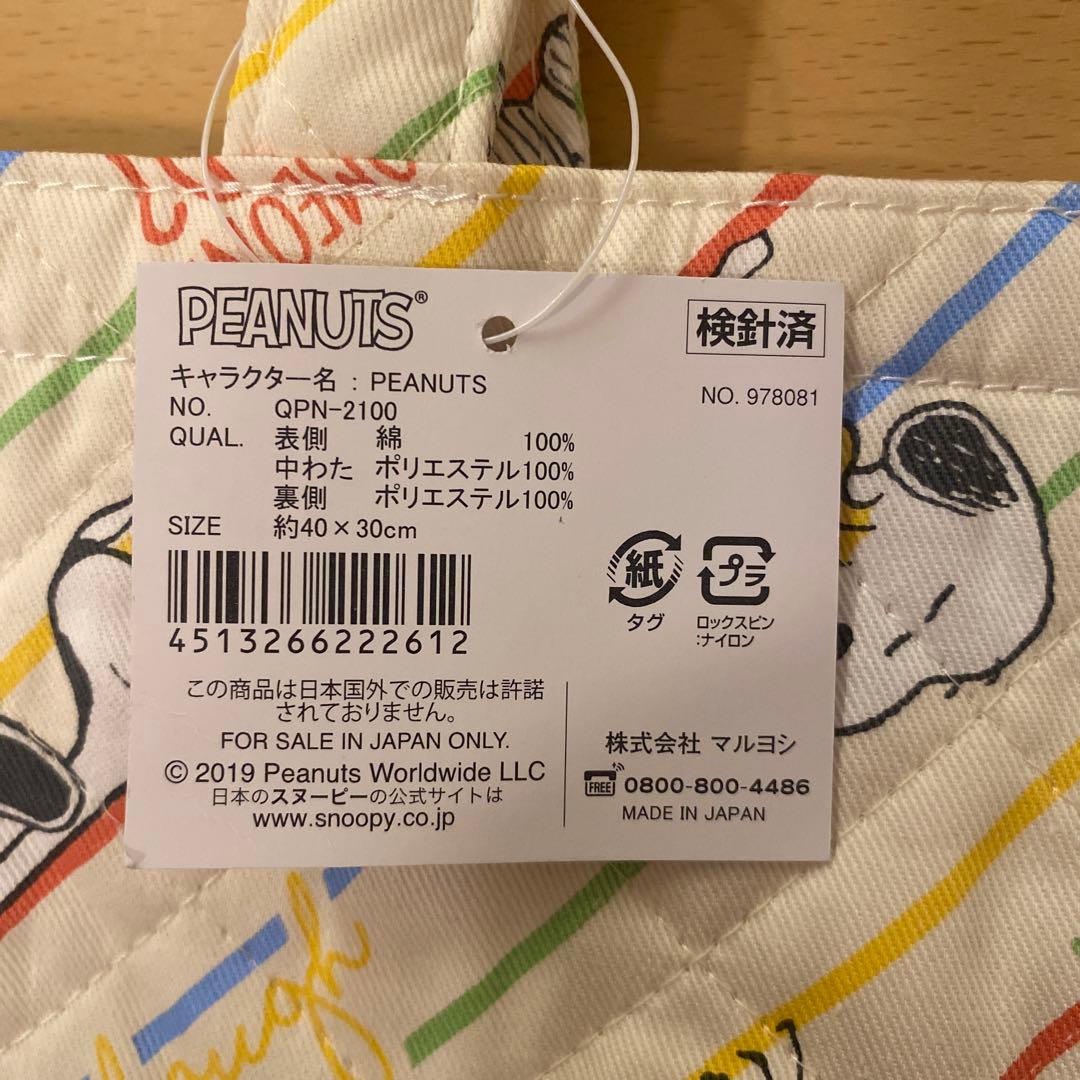 PEANUTS®
検針済
キャラクター名 : PEANUTS
NO. 978081
NO. QPN-2100
QUAL. 表側 綿 100%
中わた ポリエステル100%
裏側 ポリエステル100%
SIZE 約40×30cm
4513266222612
紙
タグ
プラ
ロックスピン
:ナイロン
この商品は日本国外での販売は許諾
されておりません。
FOR SALE IN JAPAN ONLY.
© 2019 Peanuts Worldwide LLC
日本のスヌーピーの公式サイトは
www.snoopy.co.jp
株式会社 マルヨシ
FREE 0800-800-4486
MADE IN JAPAN